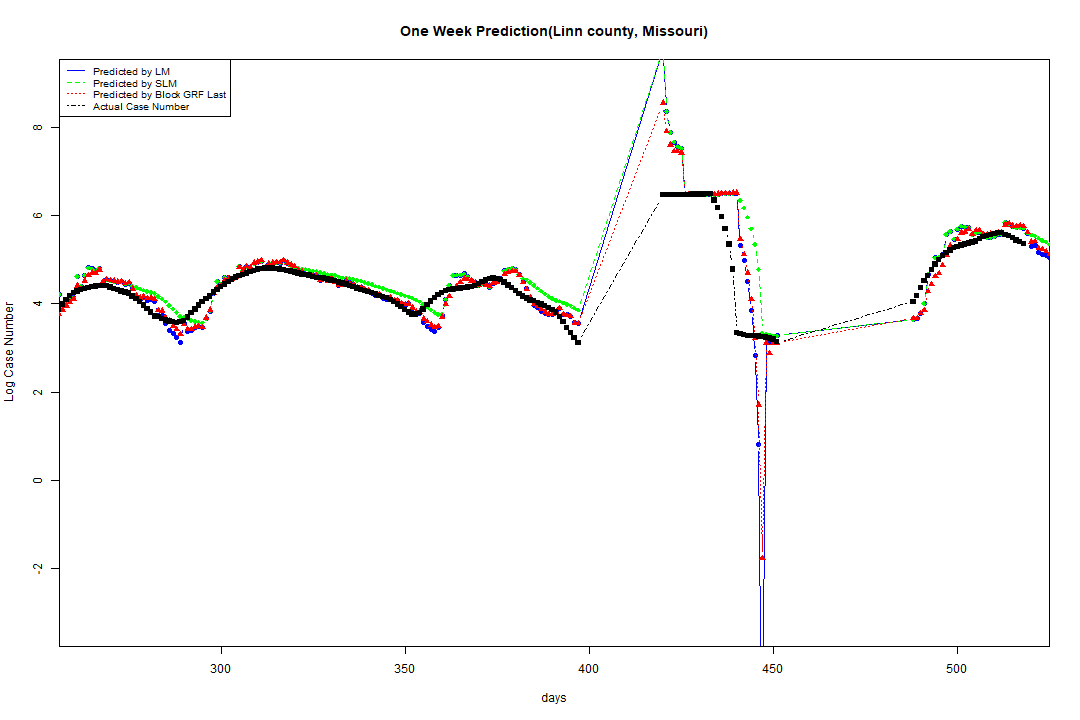 One Week Prediction(Linn county, Missouri)
Predicted by LM
Predicted by SLM
Predicted by Block GRF Last
Actual Case Number
Log Case Number
8
6
4
2
0
-2
300
350
400
450
500
days